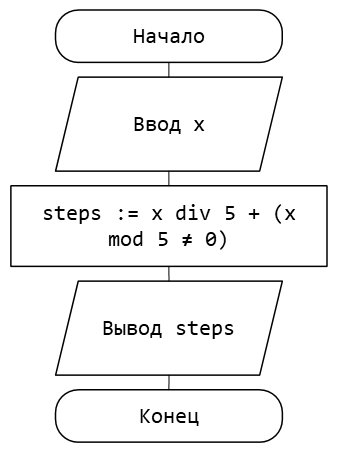 Начало
Ввод x
steps := x div 5 + (x
mod 5 ≠ 0)
Вывод steps
Конец